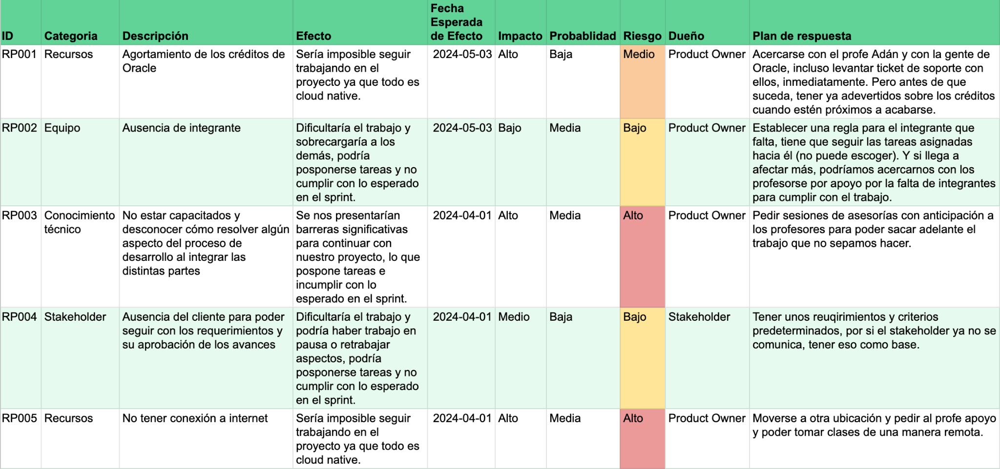 ID
Categoria
Descripción
Efecto
Fecha
Esperada
de Efecto
Impacto
Probablidad
Riesgo
Dueño
Plan de respuesta
RP001
Recursos
Agortamiento de los créditos de
Oracle
Sería imposible seguir
trabajando en el
proyecto ya que todo es
cloud native.
2024-05-03
Alto
Baja
Medio
Product Owner
Acercarse con el profe Adán y con la gente de
Oracle, incluso levantar ticket de soporte con
ellos, inmediatamente. Pero antes de que
suceda, tener ya adevertidos sobre los créditos
cuando estén próximos a acabarse.
RP002
Equipo
Ausencia de integrante
Dificultaría el trabajo y
sobrecargaría a los
demás, podría
posponerse tareas y no
cumplir con lo esperado
en el sprint.
2024-05-03
Bajo
Media
Bajo
Product Owner
Establecer una regla para el integrante que
falta, tiene que seguir las tareas asignadas
hacia él (no puede escoger). Y si llega a
afectar más, podríamos acercarnos con los
profesorse por apoyo por la falta de integrantes
para cumplir con el trabajo.
RP003
Conocimiento
técnico
No estar capacitados y
desconocer cómo resolver algún
aspecto del proceso de
desarrollo al integrar las
distintas partes
Se nos presentarían
barreras significativas
para continuar con
nuestro proyecto, lo que
pospone tareas e
incumplir con lo
esperado en el sprint.
2024-04-01
Alto
Media
Alto
Product Owner
Pedir sesiones de asesorías con anticipación a
los profesores para poder sacar adelante el
trabajo que no sepamos hacer.
RP004
Stakeholder
Ausencia del cliente para poder
seguir con los requerimientos y
su aprobación de los avances
Dificultaría el trabajo y
podría haber trabajo en
pausa o retrabajar
aspectos, podría
posponerse tareas y no
cumplir con lo esperado
en el sprint.
2024-04-01
Medio
Baja
Bajo
Stakeholder
Tener unos reuqirimientos y criterios
predeterminados, por si el stakeholder ya no se
comunica, tener eso como base.
RP005
Recursos
No tener conexión a internet
Sería imposible seguir
trabajando en el
proyecto ya que todo es
cloud native.
2024-04-01
Alto
Media
Alto
Product Owner
Moverse a otra ubicación y pedir al profe apoyo
y poder tomar clases de una manera remota.